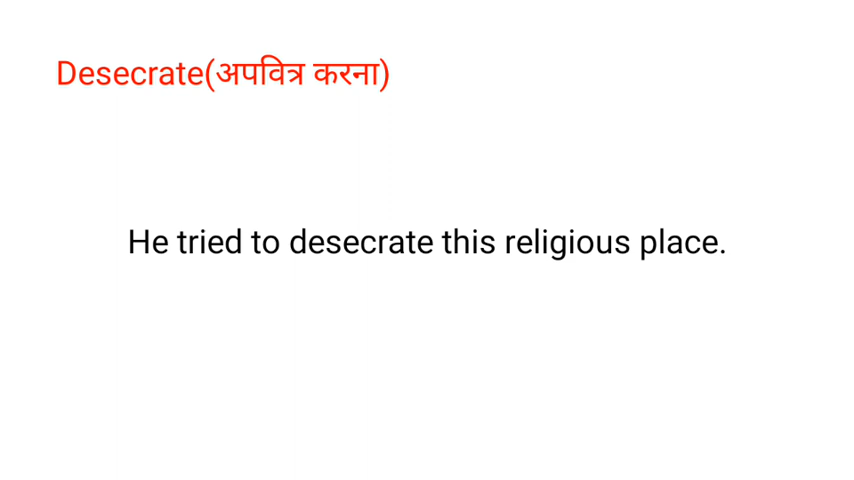 Desecrate(अपवित्र करना)
He tried to desecrate this religious place.